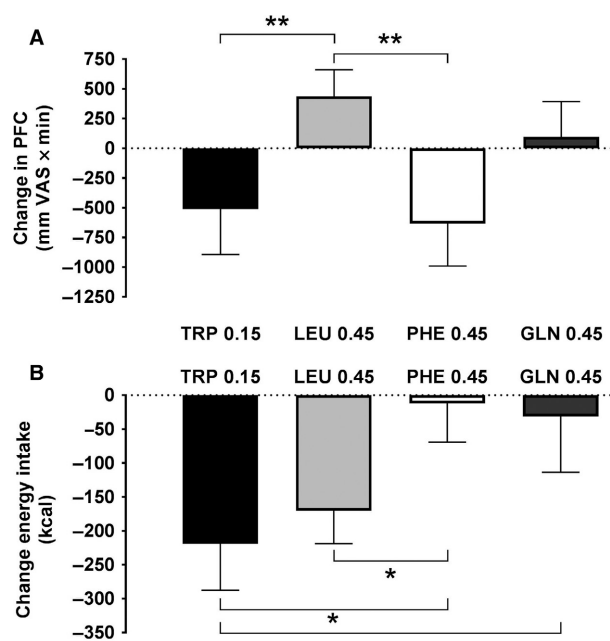 A
**
**
Change in PFC
(mm VAS × min)
750
500
250
0
–250
–500
–750
–1000
–1250
TRP 0.15 LEU 0.45 PHE 0.45 GLN 0.45
B
TRP 0.15 LEU 0.45 PHE 0.45 GLN 0.45
Change energy intake
(kcal)
0
–50
–100
–150
–200
–250
–300
–350
*
*